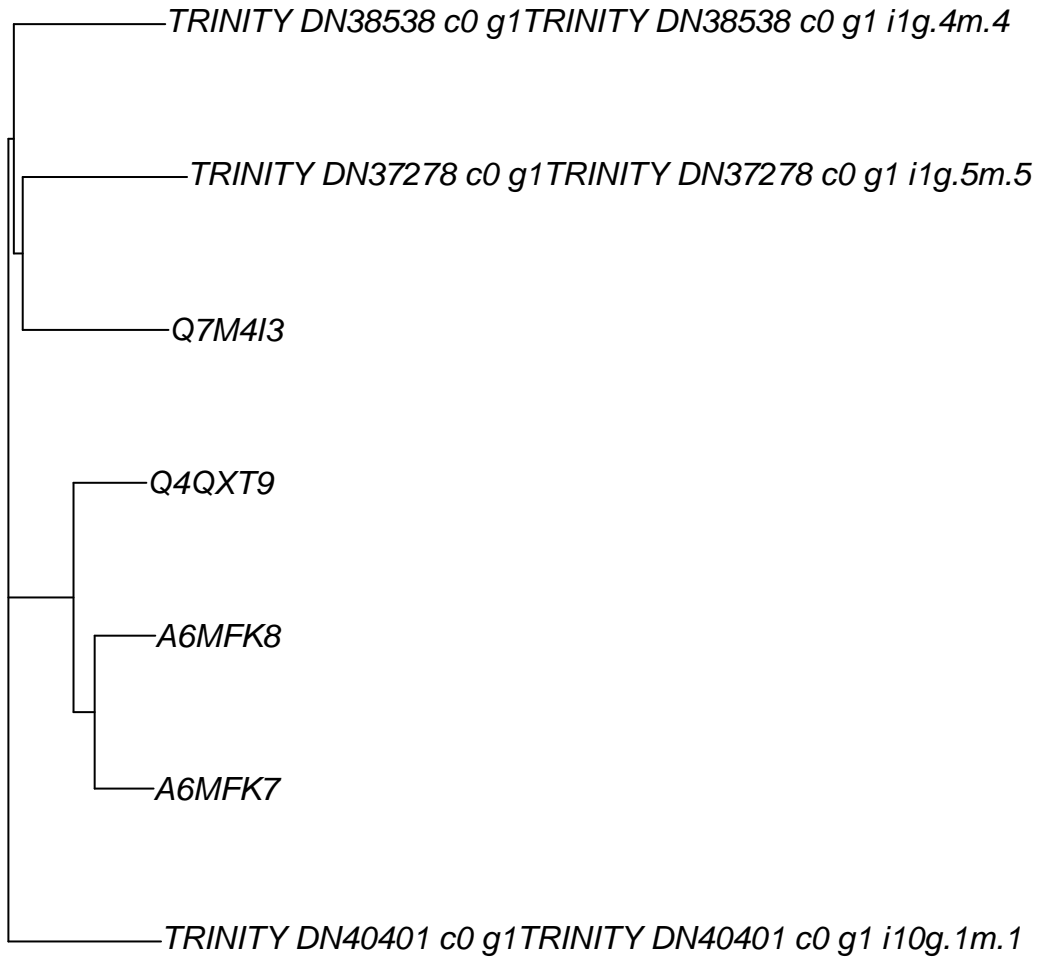 TRINITY DN38538 c0 g1TRINITY DN38538 c0 g1 i1g.4m.4
TRINITY DN37278 c0 g1TRINITY DN37278 c0 g1 i1g.5m.5
Q7M4I3
Q4QXT9
A6MFK8
A6MFK7
TRINITY DN40401 c0 g1TRINITY DN40401 c0 g1 i10g.1m.1